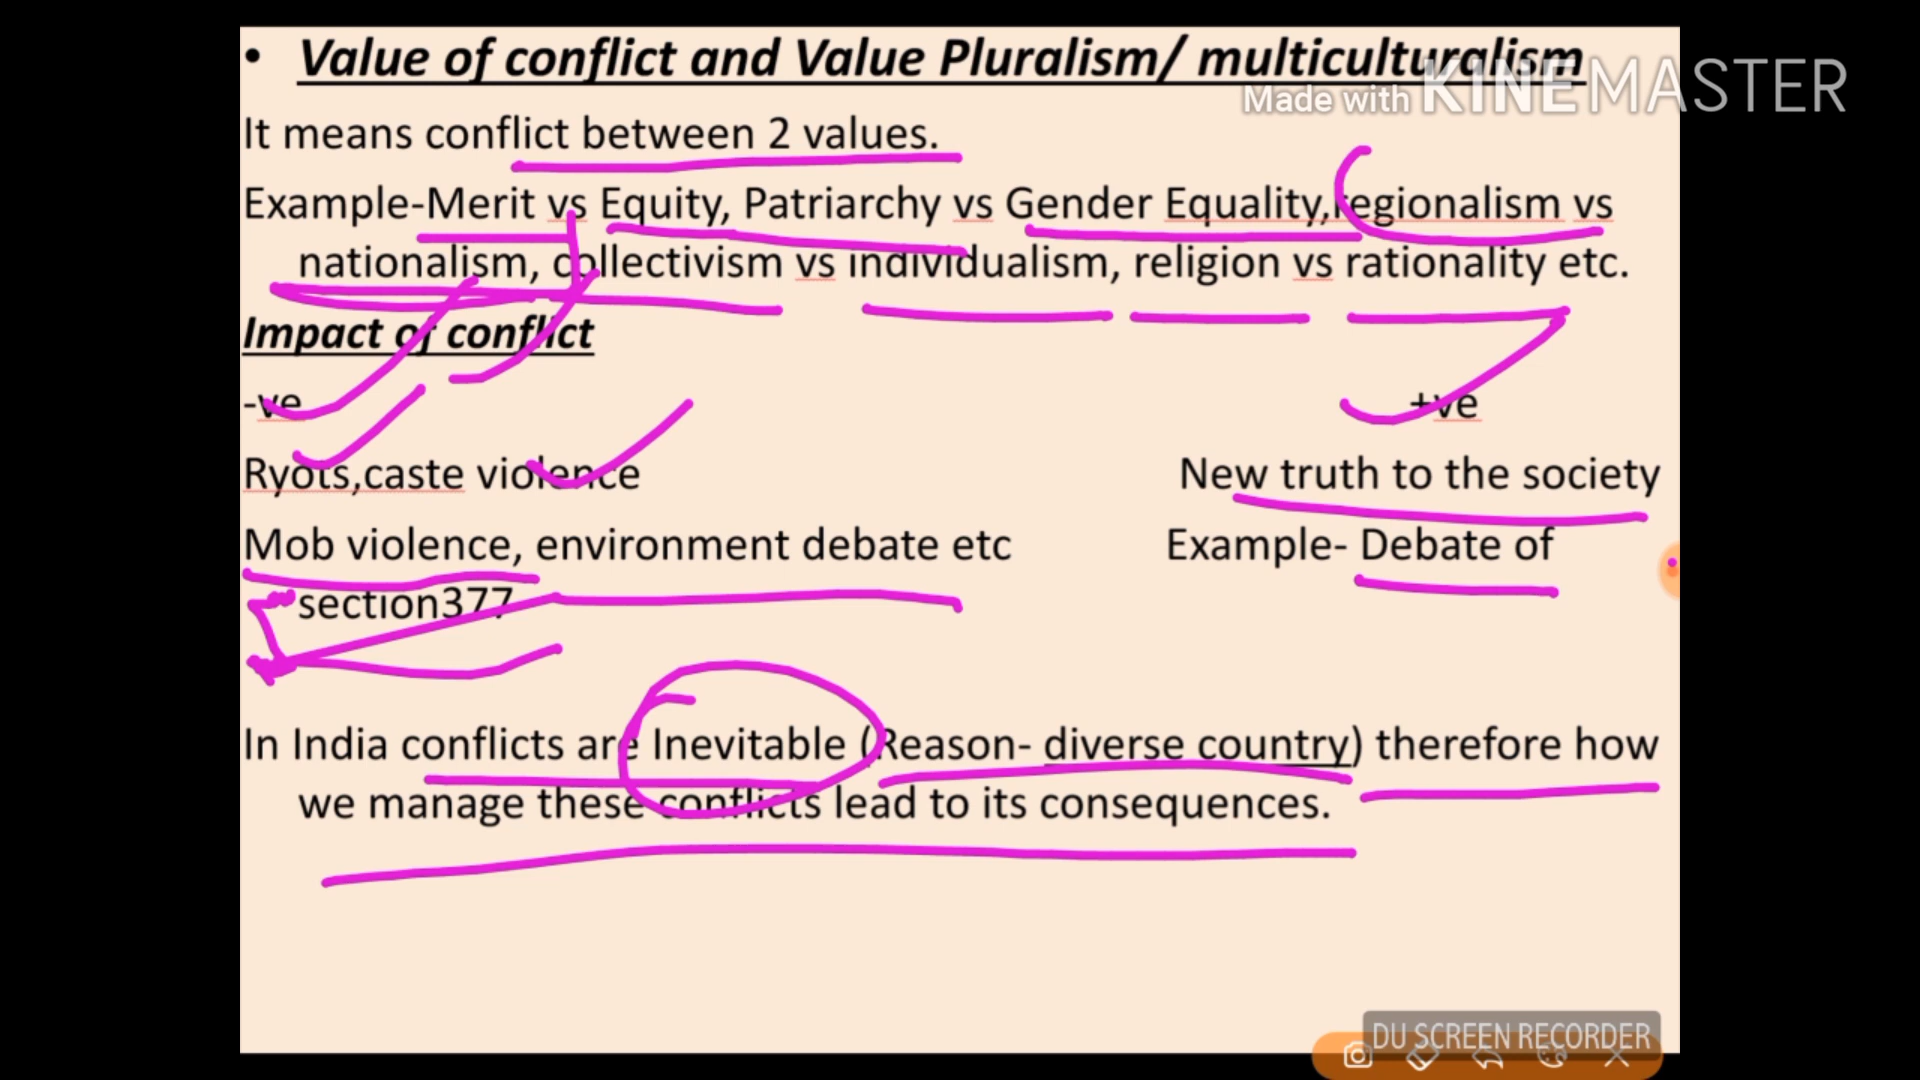 • Value of conflict and Value Pluralism/ multiculturalism
Made with KINEMASTER
It means conflict between 2 values.
Example-Merit vs Equity, Patriarchy vs Gender Equality,regionalism vs
nationalism, collectivism vs individualism, religion vs rationality etc.
Impact of conflict
-ve +ve
Ryots,caste violence New truth to the society
Mob violence, environment debate etc Example- Debate of
section377
In India conflicts are Inevitable (Reason- diverse country) therefore how
we manage these conflicts lead to its consequences.
DU SCREEN RECORDER